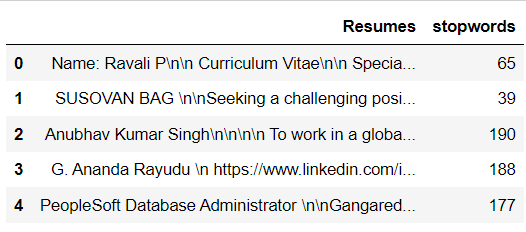 Resumes stopwords
0 Name: Ravali P\n\n Curriculum Vitae\n\n Specia... 65
1 SUSOVAN BAG \n\nSeeking a challenging posi... 39
2 Anubhav Kumar Singh\n\n\n\n To work in a globa... 190
3 G. Ananda Rayudu \n https://www.linkedin.com/i... 188
4 PeopleSoft Database Administrator \n\nGangared... 177